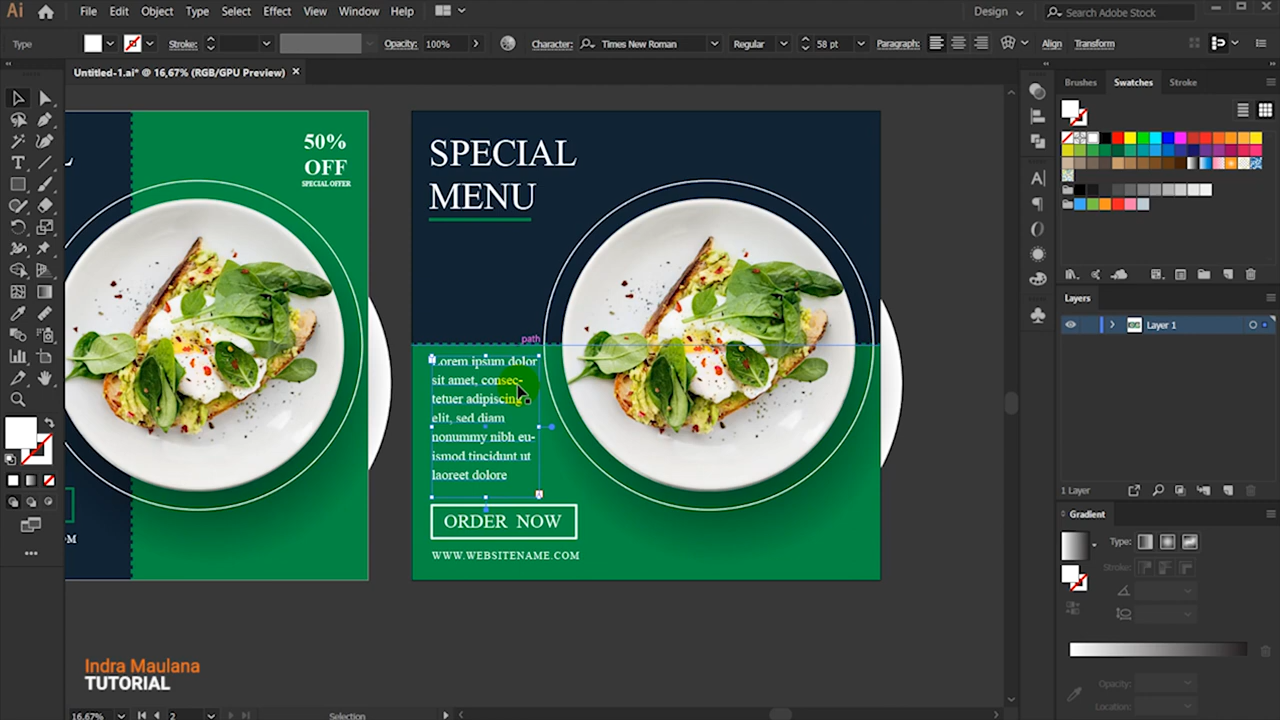 Ai File Edit Object Type Select Effect View Window Help Design Search Adobe Stock
Type Stroke: Opacity: 100% Character: Times New Roman Regular 58 pt Paragraph: Align Transform
Untitled-1.ai* @ 16,67% (RGB/GPU Preview) ×
Brushes Swatches Stroke
50%
OFF
SPECIAL OFFER
SPECIAL
MENU
path
Lorem ipsum dolor
sit amet, consec-
tetuer adipiscing
elit, sed diam
nonummy nibh eu-
ismod tincidunt ut
laoreet dolore
ORDER NOW
WWW.WEBSITENAME.COM
Layers
Layer 1
1 Layer
Gradient
Type:
Stroke:
Opacity:
Location:
Indra Maulana
TUTORIAL
16,67% 2 Selection